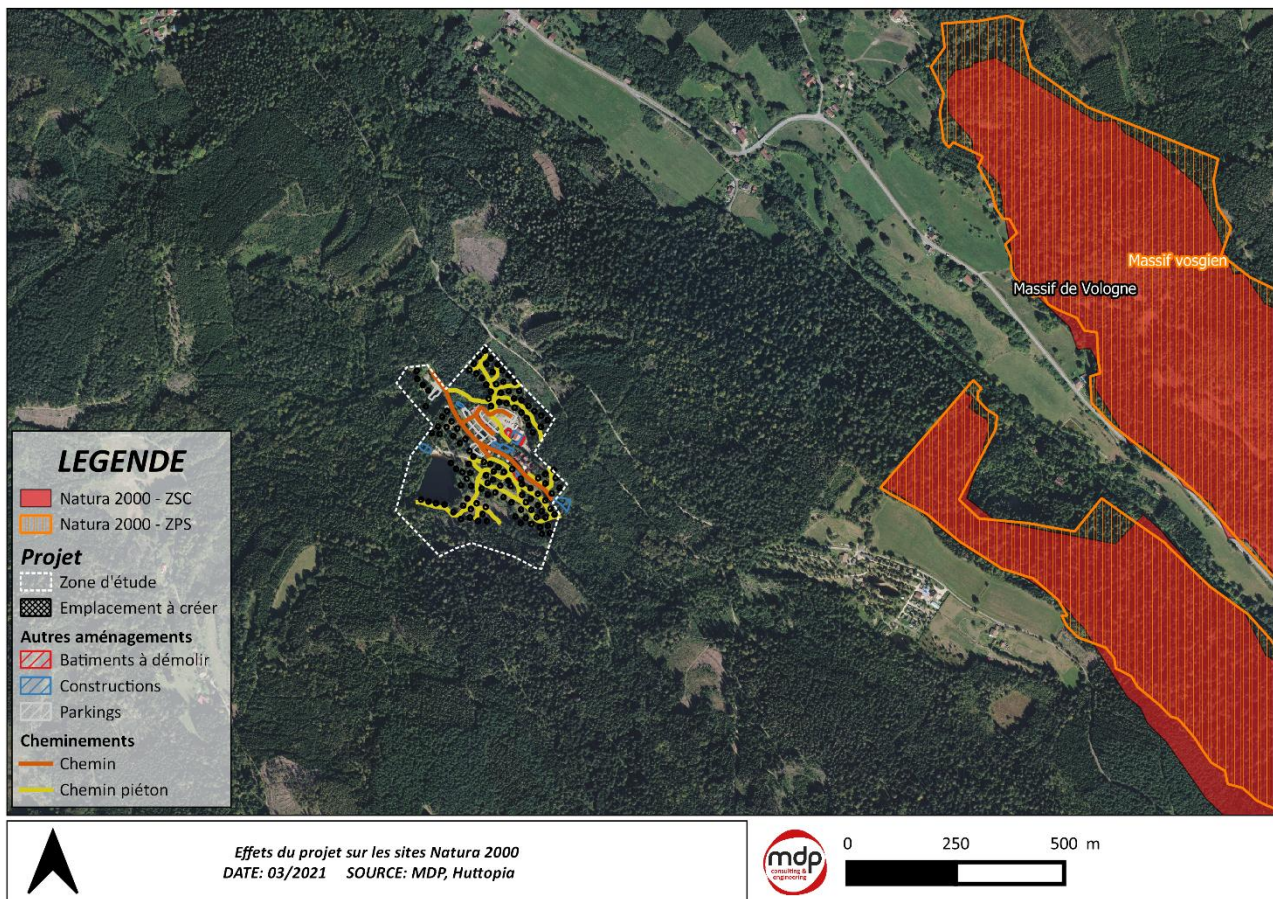 Massif vosgien
Massif de Vologne
LEGENDE
Natura 2000 - ZSC
Natura 2000 - ZPS
Projet
Zone d'étude
Emplacement à créer
Autres aménagements
Batiments à démolir
Constructions
Parkings
Cheminements
Chemin
Chemin piéton
Effets du projet sur les sites Natura 2000
DATE: 03/2021 SOURCE: MDP, Huttopia
mdp
consulting &
engineering
0 250 500 m